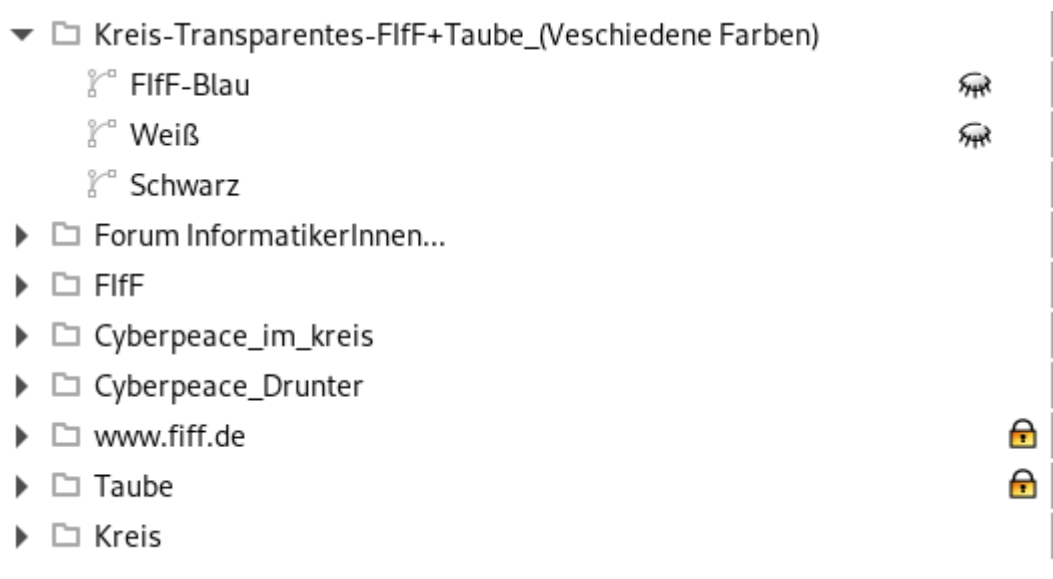 Kreis-Transparentes-FIfF+Taube_(Veschiedene Farben)
FIfF-Blau
Weiß
Schwarz
Forum InformatikerInnen...
FIfF
Cyberpeace_im_kreis
Cyberpeace_Drunter
www.fiff.de
Taube
Kreis